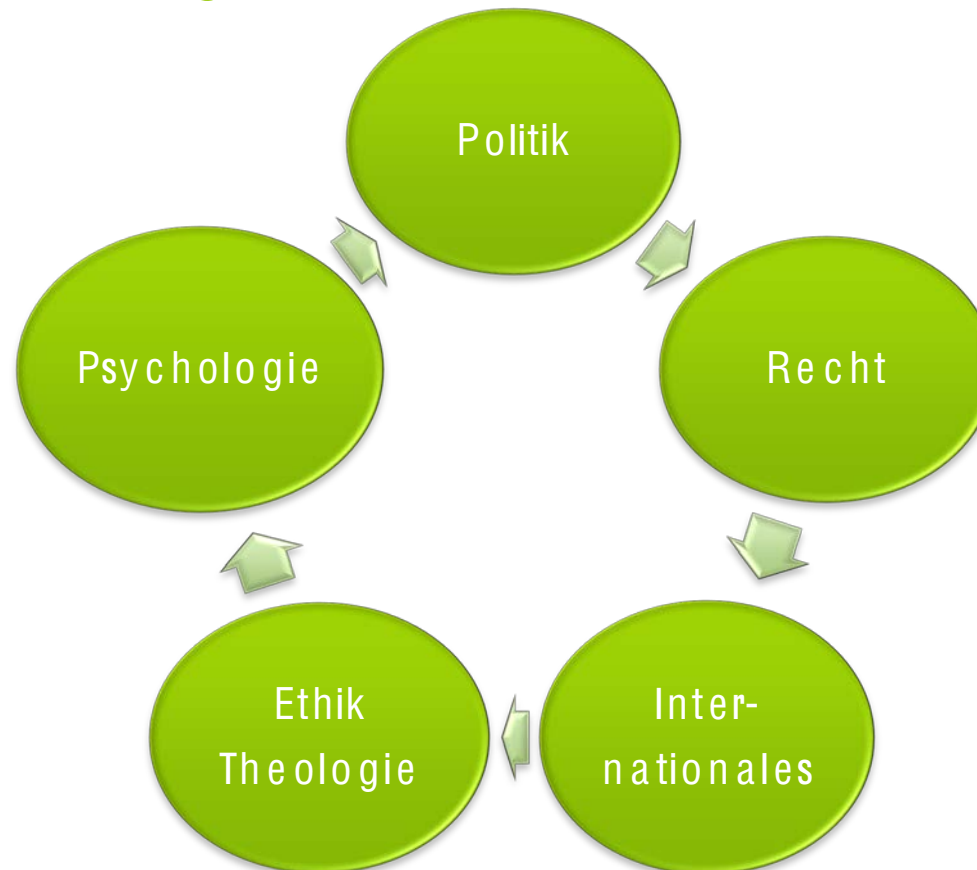 Politik
Psychologie
Recht
Ethik
Theologie
Inter-
nationales